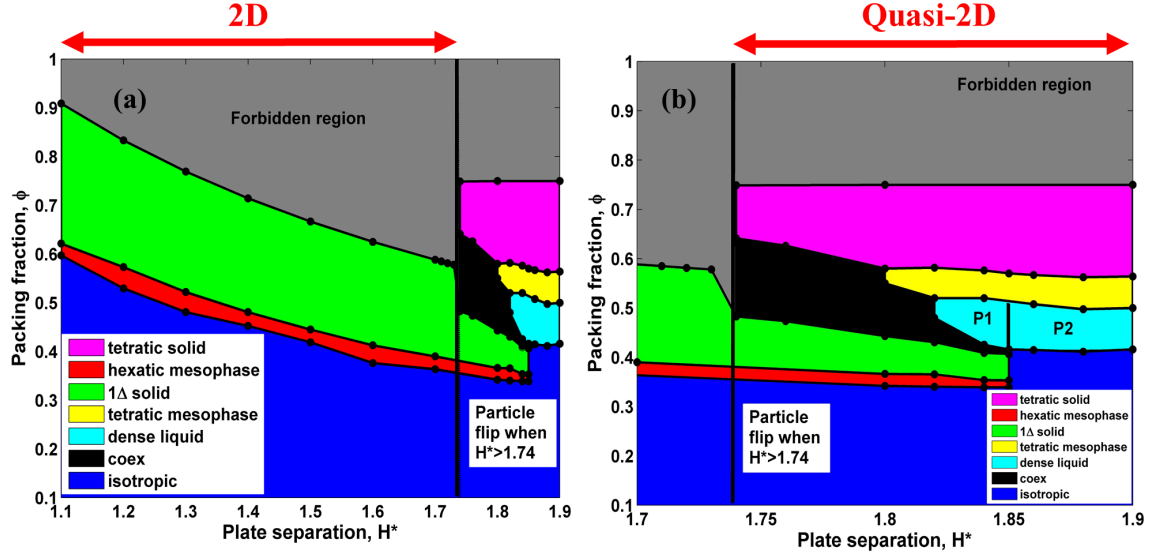 2D
Quasi-2D
(a)
Forbidden region
Packing fraction, ϕ
1
0.9
0.8
0.7
0.6
0.5
0.4
0.3
0.2
0.1
tetratic solid
hexatic mesophase
1Δ solid
tetratic mesophase
dense liquid
coex
isotropic
Particle
flip when
H*>1.74
1.1
1.2
1.3
1.4
1.5
1.6
1.7
1.8
1.9
Plate separation, H*
(b)
Forbidden region
Packing fraction, ϕ
1
0.9
0.8
0.7
0.6
0.5
0.4
0.3
0.2
0.1
P1
P2
Particle
flip when
H*>1.74
tetratic solid
hexatic mesophase
1Δ solid
tetratic mesophase
dense liquid
coex
isotropic
1.7
1.75
1.8
1.85
1.9
Plate separation, H*